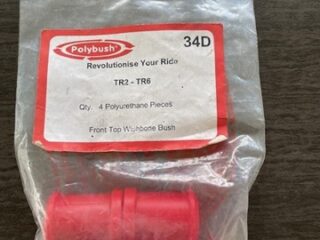 Polybush®
34D
Revolutionise Your Ride
TR2 - TR6
Qty. 4 Polyurethane Pieces
Front Top Wishbone Bush